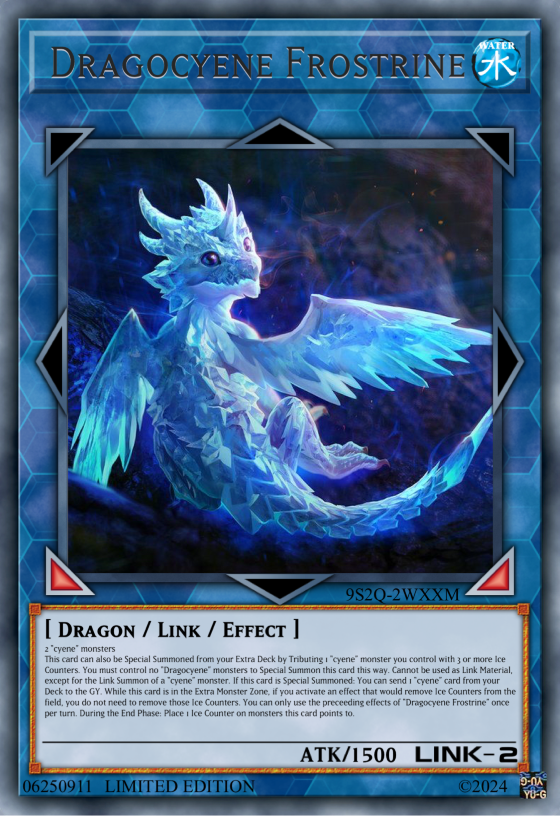 Dragocyene Frostrine
WATER
水
9S2Q-2WXXM
[ Dragon / Link / Effect ]
2 "cyene" monsters
This card can also be Special Summoned from your Extra Deck by Tributing 1 "cyene" monster you control with 3 or more Ice
Counters. You must control no "Dragocyene" monsters to Special Summon this card this way. Cannot be used as Link Material,
except for the Link Summon of a "cyene" monster. If this card is Special Summoned: You can send 1 "cyene" card from your
Deck to the GY. While this card is in the Extra Monster Zone, if you activate an effect that would remove Ice Counters from the
field, you do not need to remove those Ice Counters. You can only use the preceeding effects of "Dragocyene Frostrine" once
per turn. During the End Phase: Place 1 Ice Counter on monsters this card points to.
ATK/1500 LINK-2
06250911 LIMITED EDITION ©2024
YU-G